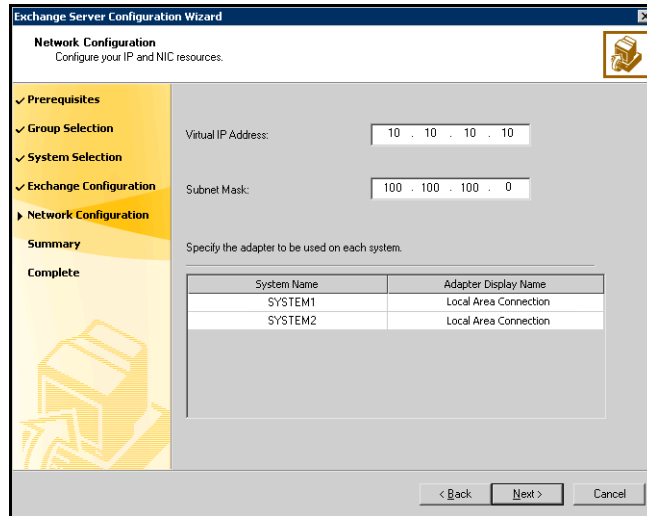 Exchange Server Configuration Wizard
Network Configuration
Configure your IP and NIC resources.
Prerequisites
Group Selection
System Selection
Exchange Configuration
Network Configuration
Summary
Complete
Virtual IP Address: 10 . 10 . 10 . 10
Subnet Mask: 100 . 100 . 100 . 0
Specify the adapter to be used on each system.
System Name Adapter Display Name
SYSTEM1 Local Area Connection
SYSTEM2 Local Area Connection
< Back Next > Cancel